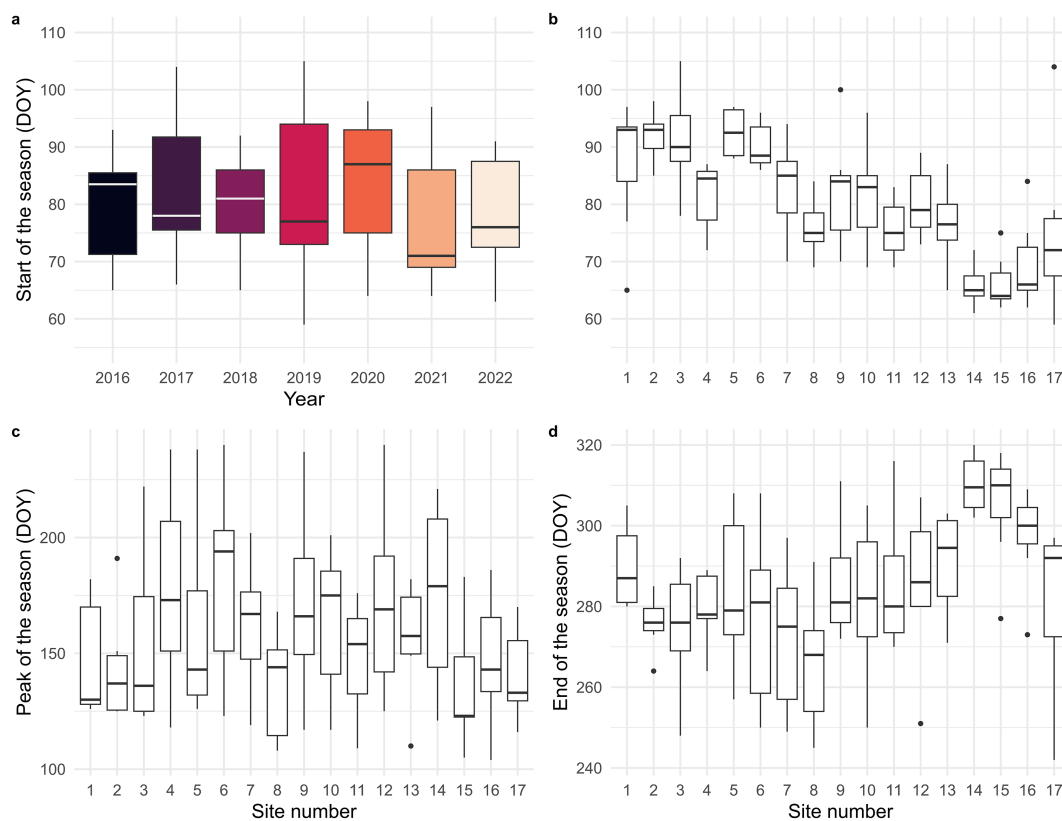 a
Start of the season (DOY)
110
100
90
80
70
60
2016 2017 2018 2019 2020 2021 2022
Year
b
110
100
90
80
70
60
1 2 3 4 5 6 7 8 9 10 11 12 13 14 15 16 17
c
Peak of the season (DOY)
200
150
100
1 2 3 4 5 6 7 8 9 10 11 12 13 14 15 16 17
Site number
d
End of the season (DOY)
320
300
280
260
240
1 2 3 4 5 6 7 8 9 10 11 12 13 14 15 16 17
Site number